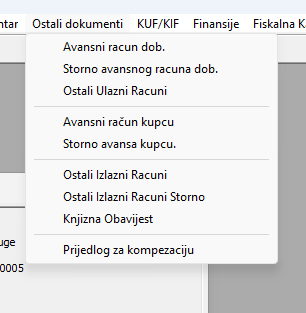 ntar Ostali dokumenti KUF/KIF Finansije Fiskalna K
Avansni racun dob.
Storno avansnog racuna dob.
Ostali Ulazni Racuni
Avansni račun kupcu
Storno avansa kupcu.
Ostali Izlazni Racuni
Ostali Izlazni Racuni Storno
Knjizna Obavijest
uge
Prijedlog za kompezaciju
0005